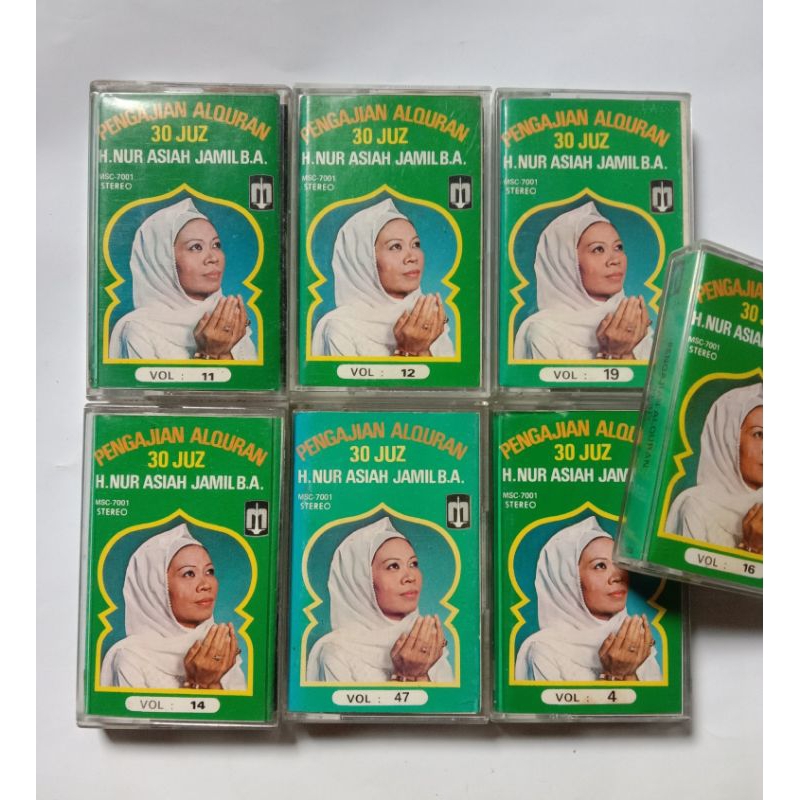 PENGAJIAN ALQURAN
30 JUZ
H.NUR ASIAH JAMIL B.A.
MSC-7001
STEREO
VOL : 11
PENGAJIAN ALQURAN
30 JUZ
H.NUR ASIAH JAMIL B.A.
MSC-7001
STEREO
VOL : 12
PENGAJIAN ALQURAN
30 JUZ
H.NUR ASIAH JAMIL B.A.
MSC-7001
STEREO
VOL : 19
PENGAJIAN ALQURAN
30 JUZ
H.NUR ASIAH JAMIL B.A.
MSC-7001
STEREO
VOL : 14
PENGAJIAN ALQURAN
30 JUZ
H.NUR ASIAH JAMIL B.A.
MSC-7001
STEREO
VOL : 47
PENGAJIAN ALQU
30 JUZ
H.NUR ASIAH JAM
MSC-7001
STEREO
VOL : 4
PENGAJIAN
30 J
H.NUR ASIA
MSC-7001
STEREO
PENGAJIAN ALQURAN
VOL : 16